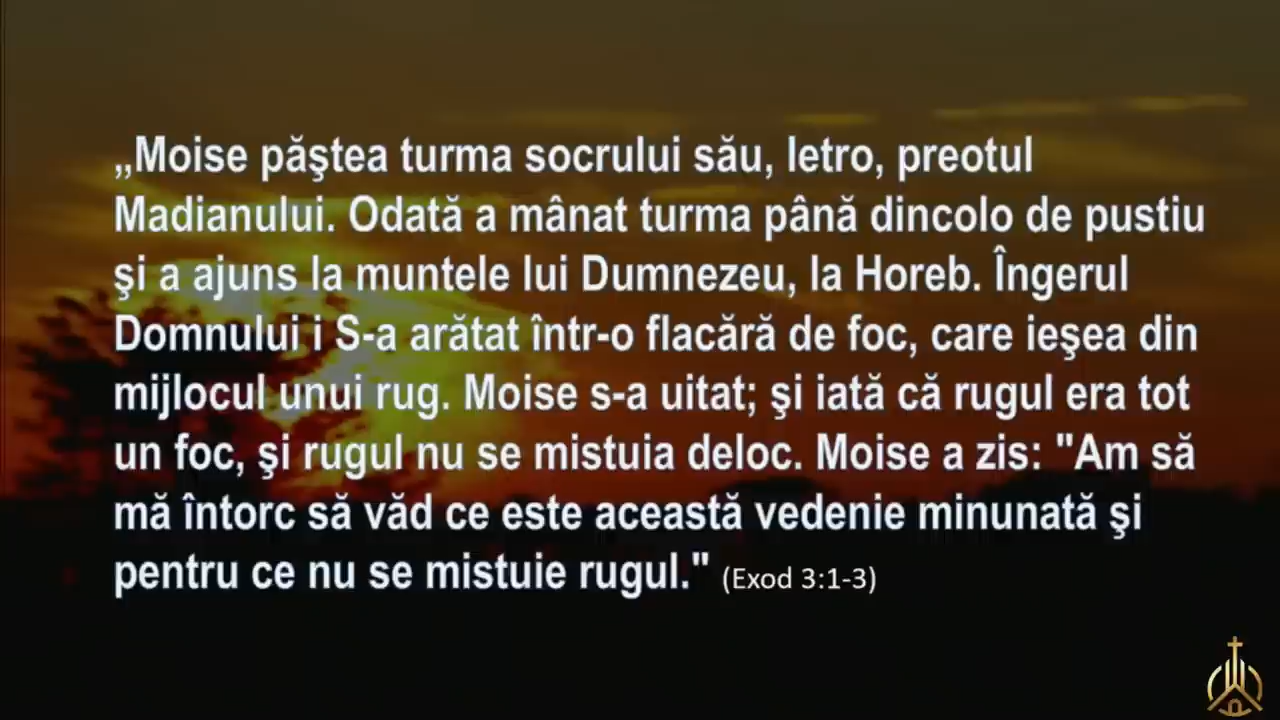 „Moise păştea turma socrului său, Ietro, preotul
Madianului. Odată a mânat turma până dincolo de pustiu
şi a ajuns la muntele lui Dumnezeu, la Horeb. Îngerul
Domnului i S-a arătat într-o flacără de foc, care ieşea din
mijlocul unui rug. Moise s-a uitat; şi iată că rugul era tot
un foc, şi rugul nu se mistuia deloc. Moise a zis: "Am să
mă întorc să văd ce este această vedenie minunată şi
pentru ce nu se mistuie rugul." (Exod 3:1-3)